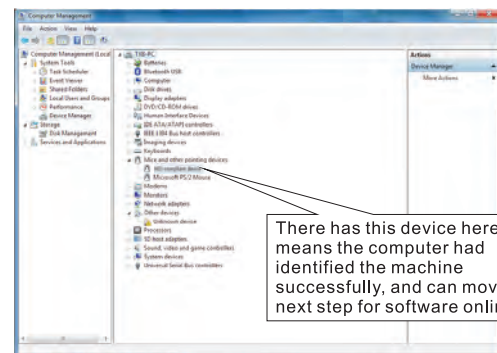 Computer Management
File Action View Help
Computer Management (Local
System Tools
Task Scheduler
Event Viewer
Shared Folders
Local Users and Groups
Performance
Device Manager
Storage
Disk Management
Services and Applications
Batteries
Bluetooth USB
Computer
Disk drives
Display adapters
DVD/CD-ROM drives
Human Interface Devices
IDE ATA/ATAPI controllers
IEEE 1394 Bus host controllers
Imaging devices
Keyboards
Mice and other pointing devices
HID-compliant device
Microsoft PS/2 Mouse
Modems
Monitors
Network adapters
Other devices
Unknown device
Processors
SD host adapters
Sound, video and game controllers
System devices
Universal Serial Bus controllers
Actions
Device Manager
More Actions
There has this device here
means the computer had
identified the machine
successfully, and can mov
next step for software onlin